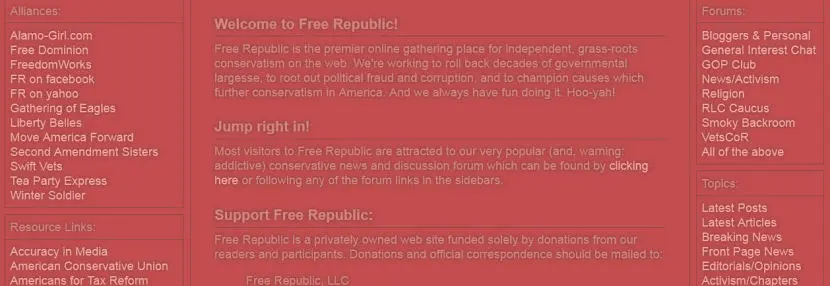 Alliances:
Alamo-Girl.com
Free Dominion
FreedomWorks
FR on facebook
FR on yahoo
Gathering of Eagles
Liberty Belles
Move America Forward
Second Amendment Sisters
Swift Vets
Tea Party Express
Winter Soldier
Resource Links:
Accuracy in Media
American Conservative Union
Americans for Tax Reform
Welcome to Free Republic!
Free Republic is the premier online gathering place for independent, grass-roots
conservatism on the web. We're working to roll back decades of governmental
largesse, to root out political fraud and corruption, and to champion causes which
further conservatism in America. And we always have fun doing it. Hoo-yah!
Jump right in!
Most visitors to Free Republic are attracted to our very popular (and, warning:
addictive) conservative news and discussion forum which can be found by clicking
here or following any of the forum links in the sidebars.
Support Free Republic:
Free Republic is a privately owned web site funded solely by donations from our
readers and participants. Donations and official correspondence should be mailed to:
Free Republic, LLC
Forums:
Bloggers & Personal
General Interest Chat
GOP Club
News/Activism
Religion
RLC Caucus
Smoky Backroom
VetsCoR
All of the above
Topics:
Latest Posts
Latest Articles
Breaking News
Front Page News
Editorials/Opinions
Activism/Chapters